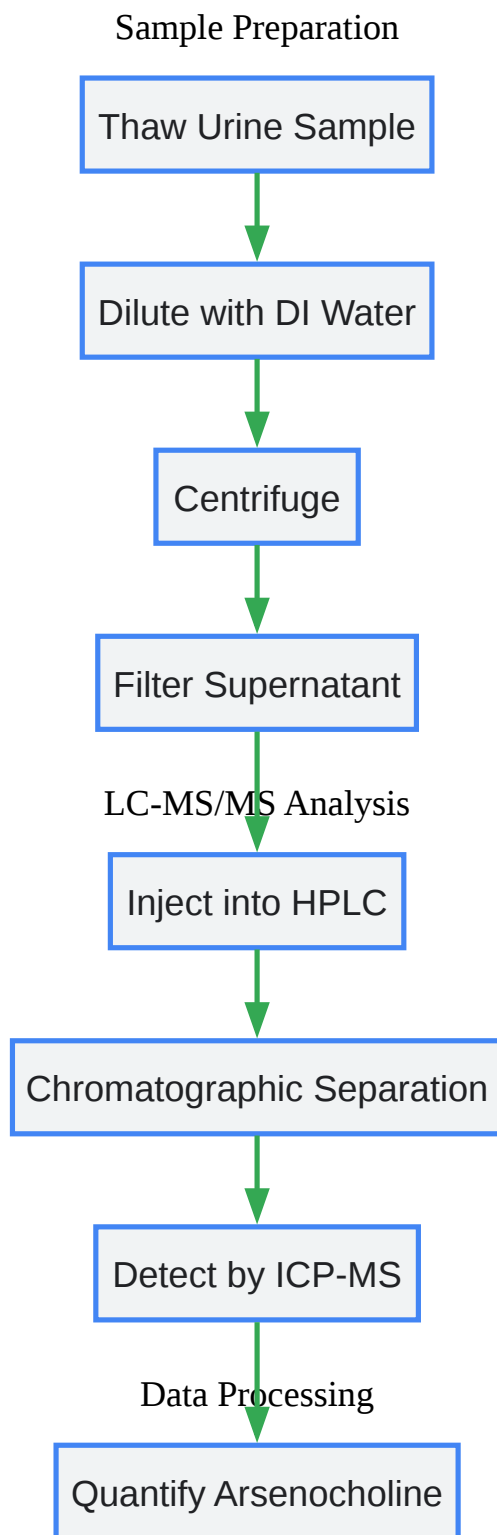 Sample Preparation
Thaw Urine Sample
Dilute with DI Water
Centrifuge
Filter Supernatant
LC-MS/MS Analysis
Inject into HPLC
Chromatographic Separation
Detect by ICP-MS
Data Processing
Quantify Arsenocholine